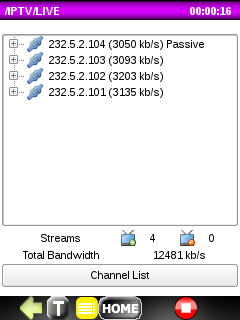 /IPTV/LIVE 00:00:16
232.5.2.104 (3050 kb/s) Passive
232.5.2.103 (3093 kb/s)
232.5.2.102 (3203 kb/s)
232.5.2.101 (3135 kb/s)
Streams 4 0
Total Bandwidth 12481 kb/s
Channel List
T HOME